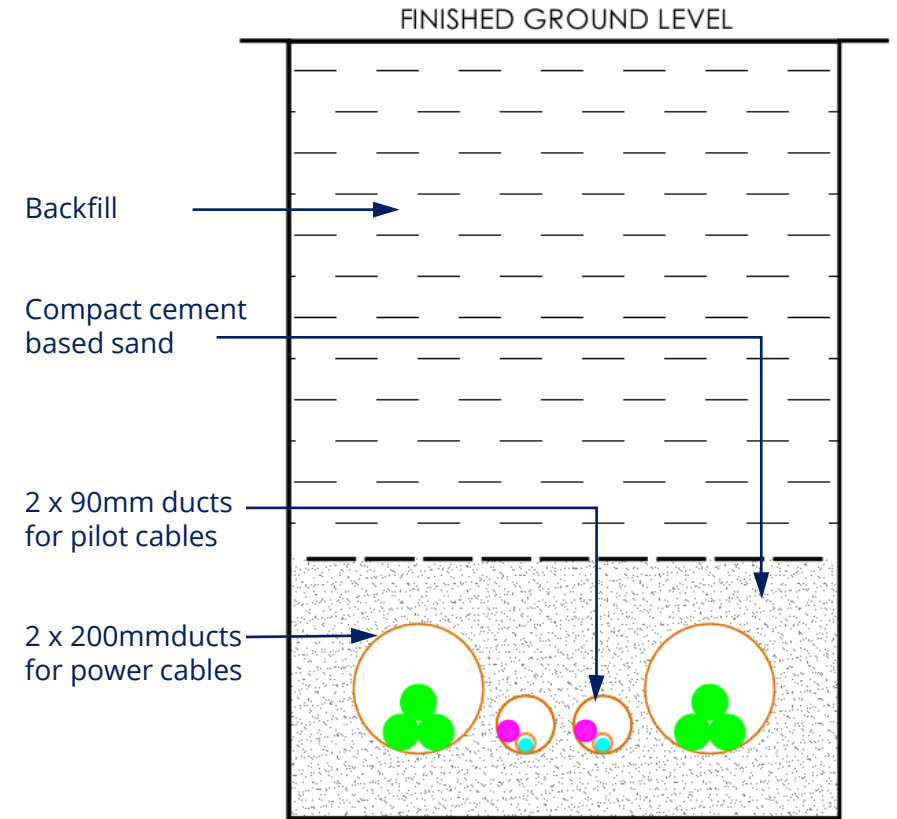 FINISHED GROUND LEVEL
Backfill
Compact cement
based sand
2 x 90mm ducts
for pilot cables
2 x 200mmducts
for power cables